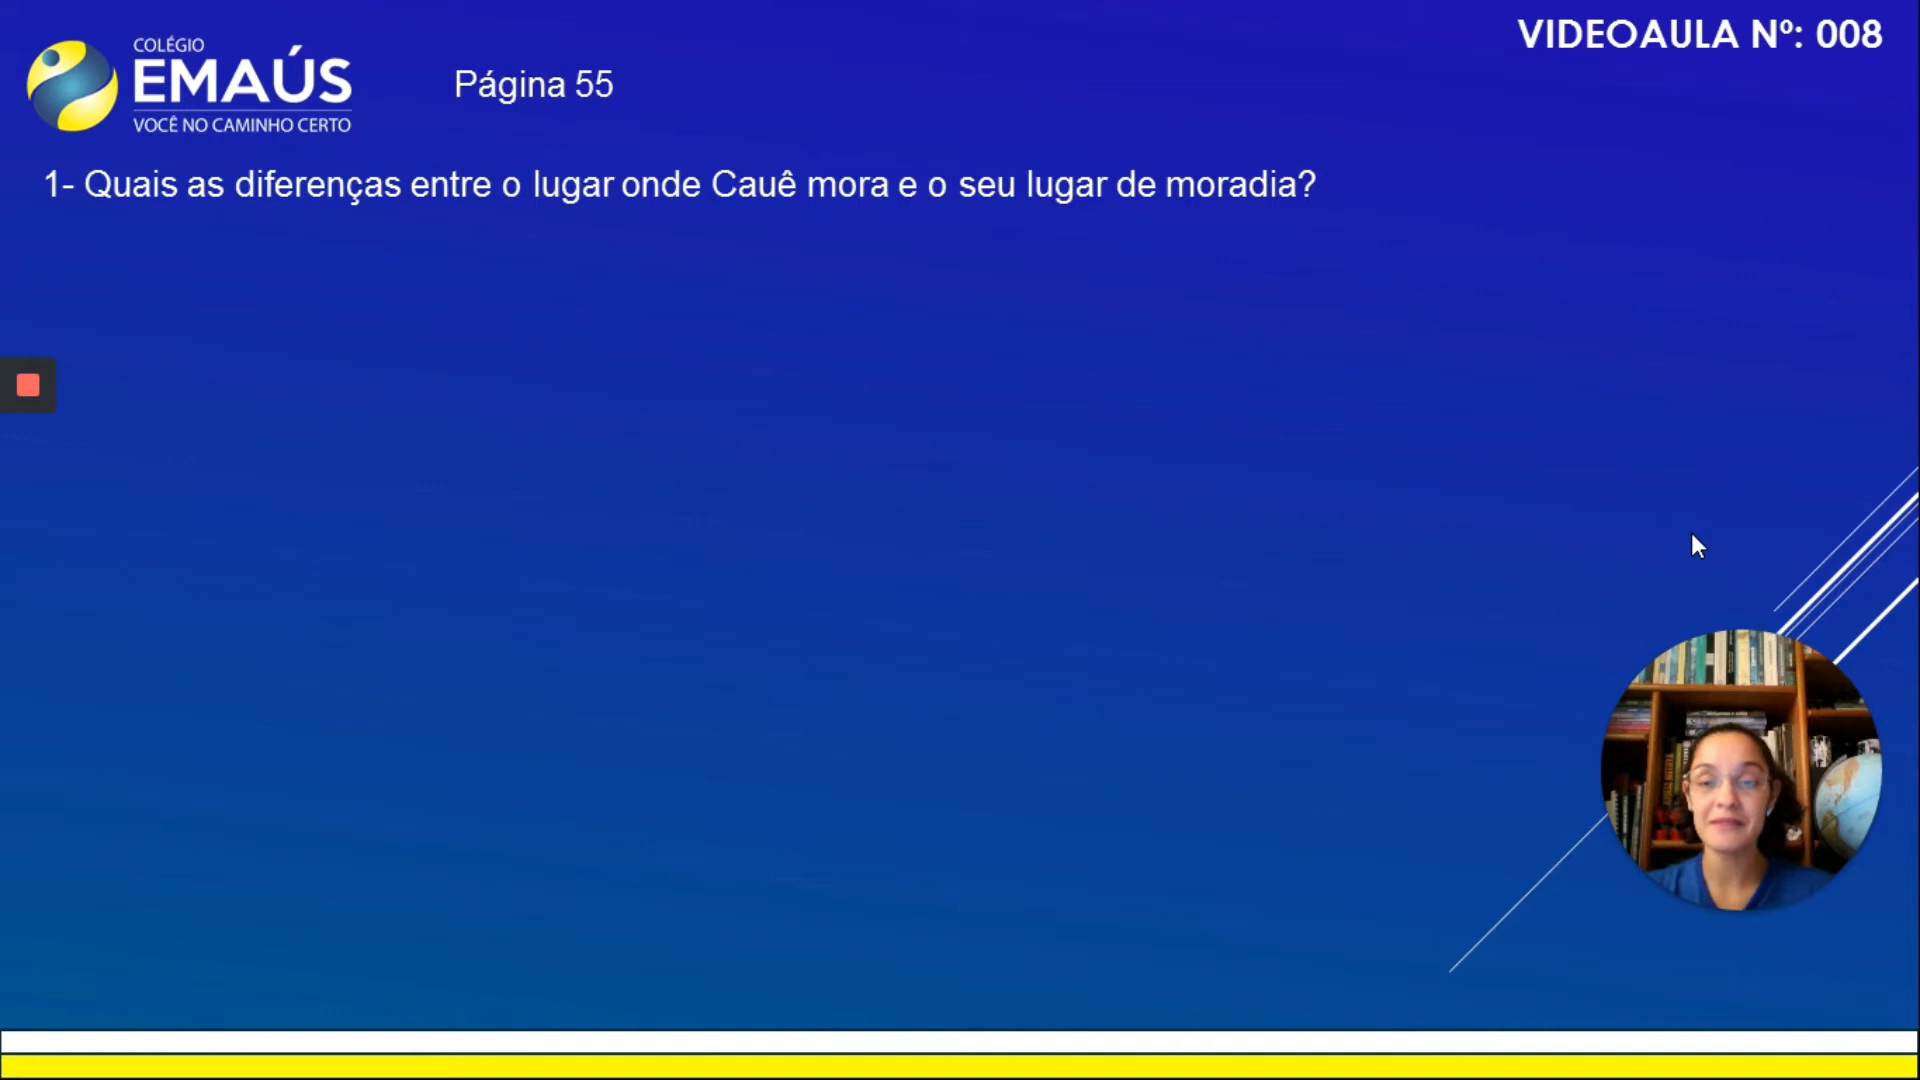 VIDEOAULA Nº: 008
COLÉGIO
EMAÚS
VOCÊ NO CAMINHO CERTO
Página 55
1- Quais as diferenças entre o lugar onde Cauê mora e o seu lugar de moradia?